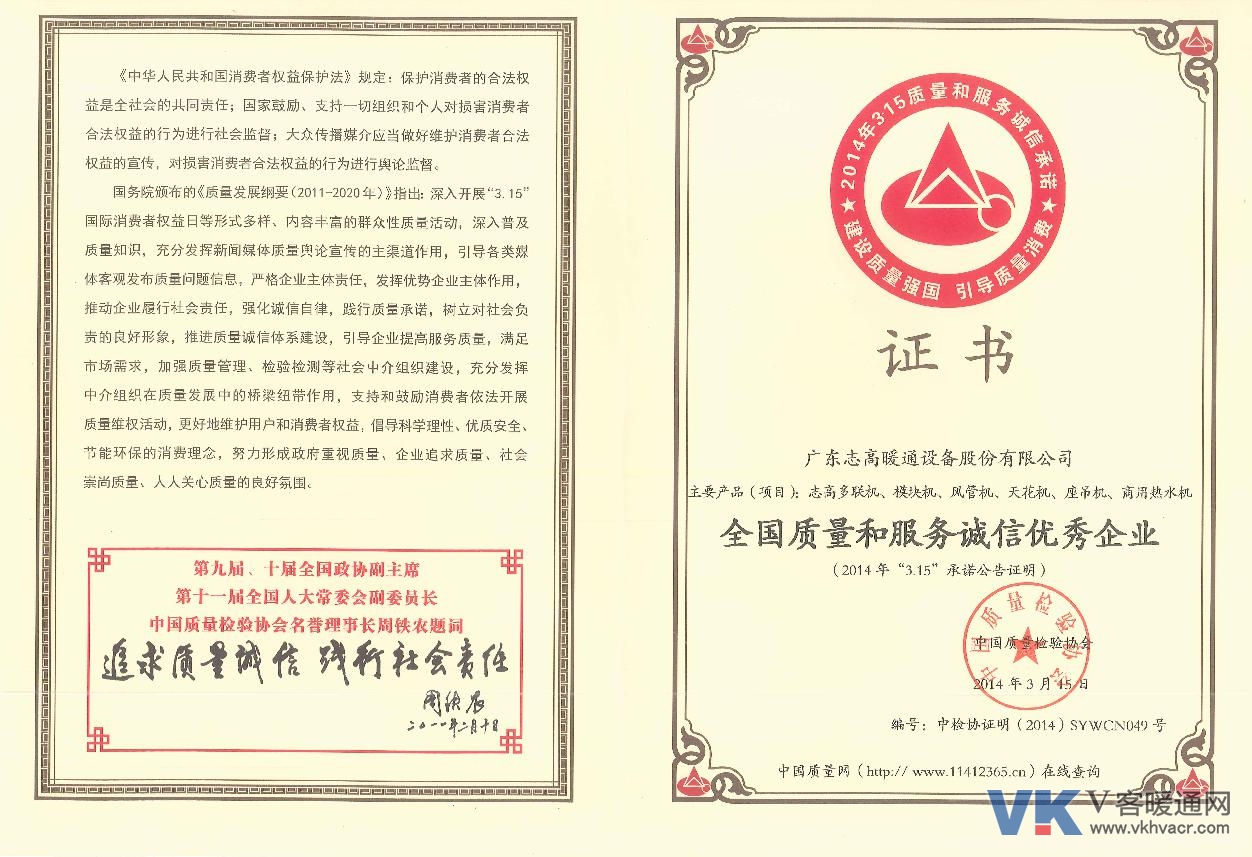 《中华人民共和国消费者权益保护法》规定：保护消费者的合法权
益是全社会的共同责任；国家鼓励、支持一切组织和个人对损害消费者
合法权益的行为进行社会监督；大众传播媒介应当做好维护消费者合法
权益的宣传，对损害消费者合法权益的行为进行舆论监督。
国务院颁布的《质量发展纲要(2011-2020年)》指出：深入开展“3.15”
国际消费者权益日等形式多样、内容丰富的群众性质量活动，深入普及
质量知识，充分发挥新闻媒体质量舆论宣传的主渠道作用，引导各类媒
体客观发布质量问题信息，严格企业主体责任，发挥优势企业主体作用，
推动企业履行社会责任，强化诚信自律，践行质量承诺，树立对社会负
责的良好形象，推进质量诚信体系建设，引导企业提高服务质量，满足
市场需求，加强质量管理、检验检测等社会中介组织建设，充分发挥
中介组织在质量发展中的桥梁纽带作用，支持和鼓励消费者依法开展
质量维权活动，更好地维护用户和消费者权益，倡导科学理性、优质安全、
节能环保的消费理念，努力形成政府重视质量、企业追求质量、社会
崇尚质量、人人关心质量的良好氛围。
第九届、十届全国政协副主席
第十一届全国人大常委会副委员长
中国质量检验协会名誉理事长周铁农题词
追求质量诚信 践行社会责任
周铁农
二〇一一年二月十日
2014年3·15质量和服务诚信承诺
★建设质量强国 引导质量消费★
证书
广东志高暖通设备股份有限公司
主要产品（项目）：志高多联机、模块机、风管机、天花机、座吊机、商用热水机
全国质量和服务诚信优秀企业
（2014年“3.15”承诺公告证明）
中国质量检验协会
中国质量检验协会
2014年3月15日
编号：中检协证明（2014）SYWCN049号
中国质量网（http:// www.11412365.cn）在线查询
VK V客暖通网
www.vkhvacr.com